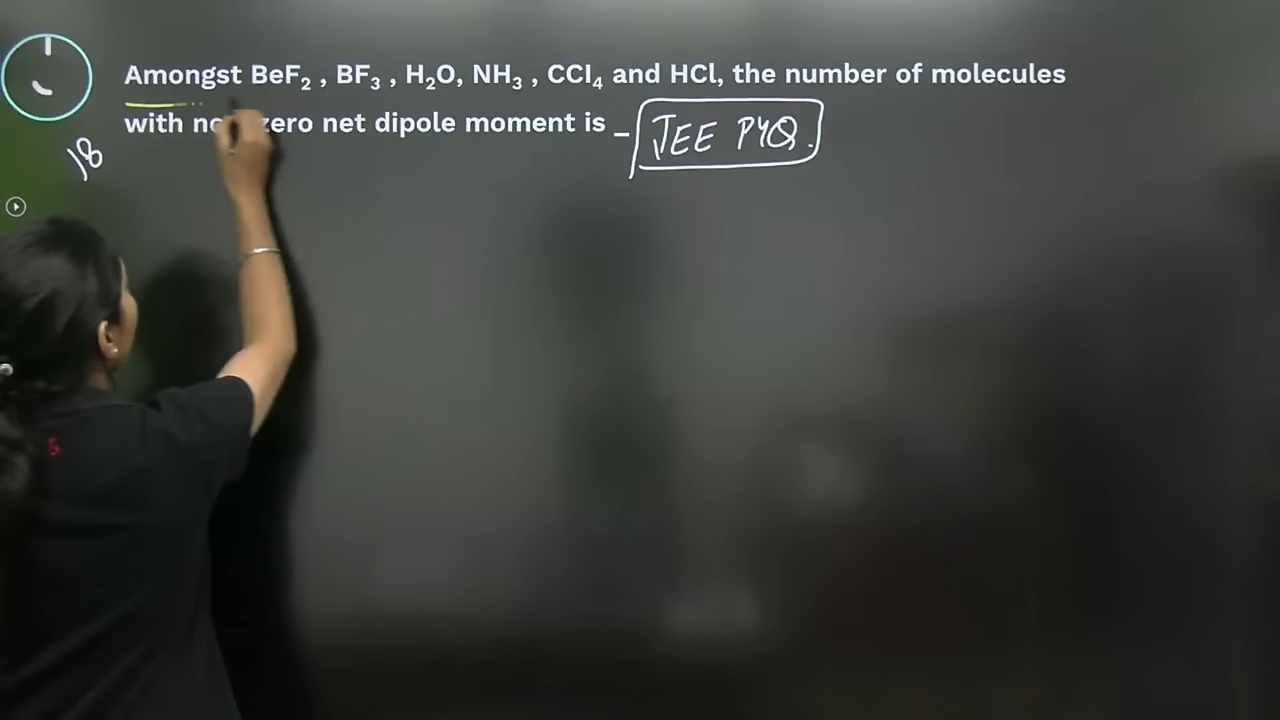 Amongst BeF₂ , BF₃ , H₂O, NH₃ , CCl₄ and HCl, the number of molecules
with zero net dipole moment is _ JEE PYQ.
18
S